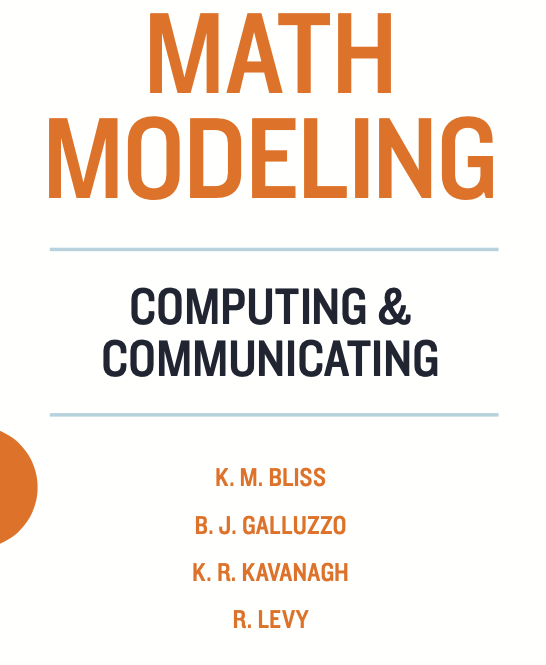 MATH
MODELING
COMPUTING &
COMMUNICATING
K. M. BLISS
B. J. GALLUZZO
K. R. KAVANAGH
R. LEVY